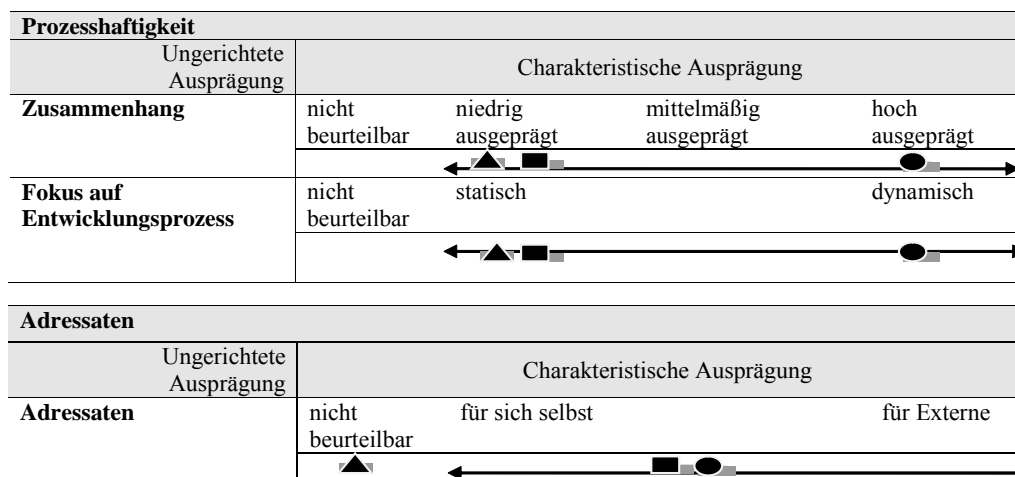 Prozesshaftigkeit
Ungerichtete
Ausprägung
Charakteristische Ausprägung
Zusammenhang
nicht
beurteilbar
niedrig
ausgeprägt
mittelmäßig
ausgeprägt
hoch
ausgeprägt
Fokus auf
Entwicklungsprozess
nicht
beurteilbar
statisch
dynamisch
Adressaten
Ungerichtete
Ausprägung
Charakteristische Ausprägung
Adressaten
nicht
beurteilbar
für sich selbst
für Externe